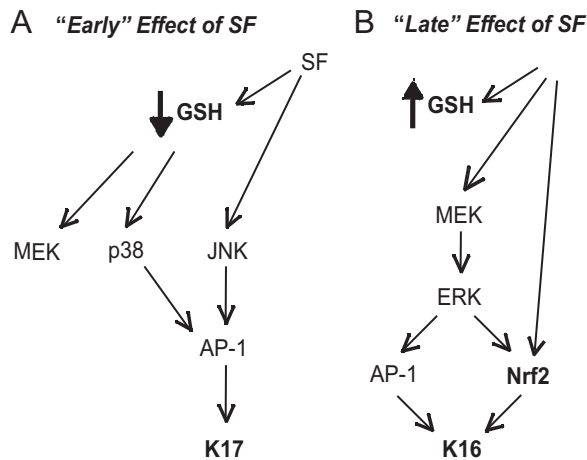 A "Early" Effect of SF
SF
GSH
MEK p38 JNK
AP-1
K17
B "Late" Effect of SF
GSH
MEK
ERK
AP-1 Nrf2
K16